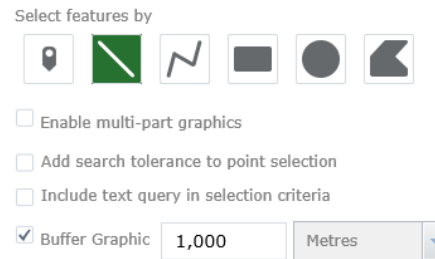 Select features by
Enable multi-part graphics
Add search tolerance to point selection
Include text query in selection criteria
Buffer Graphic 1,000 Metres